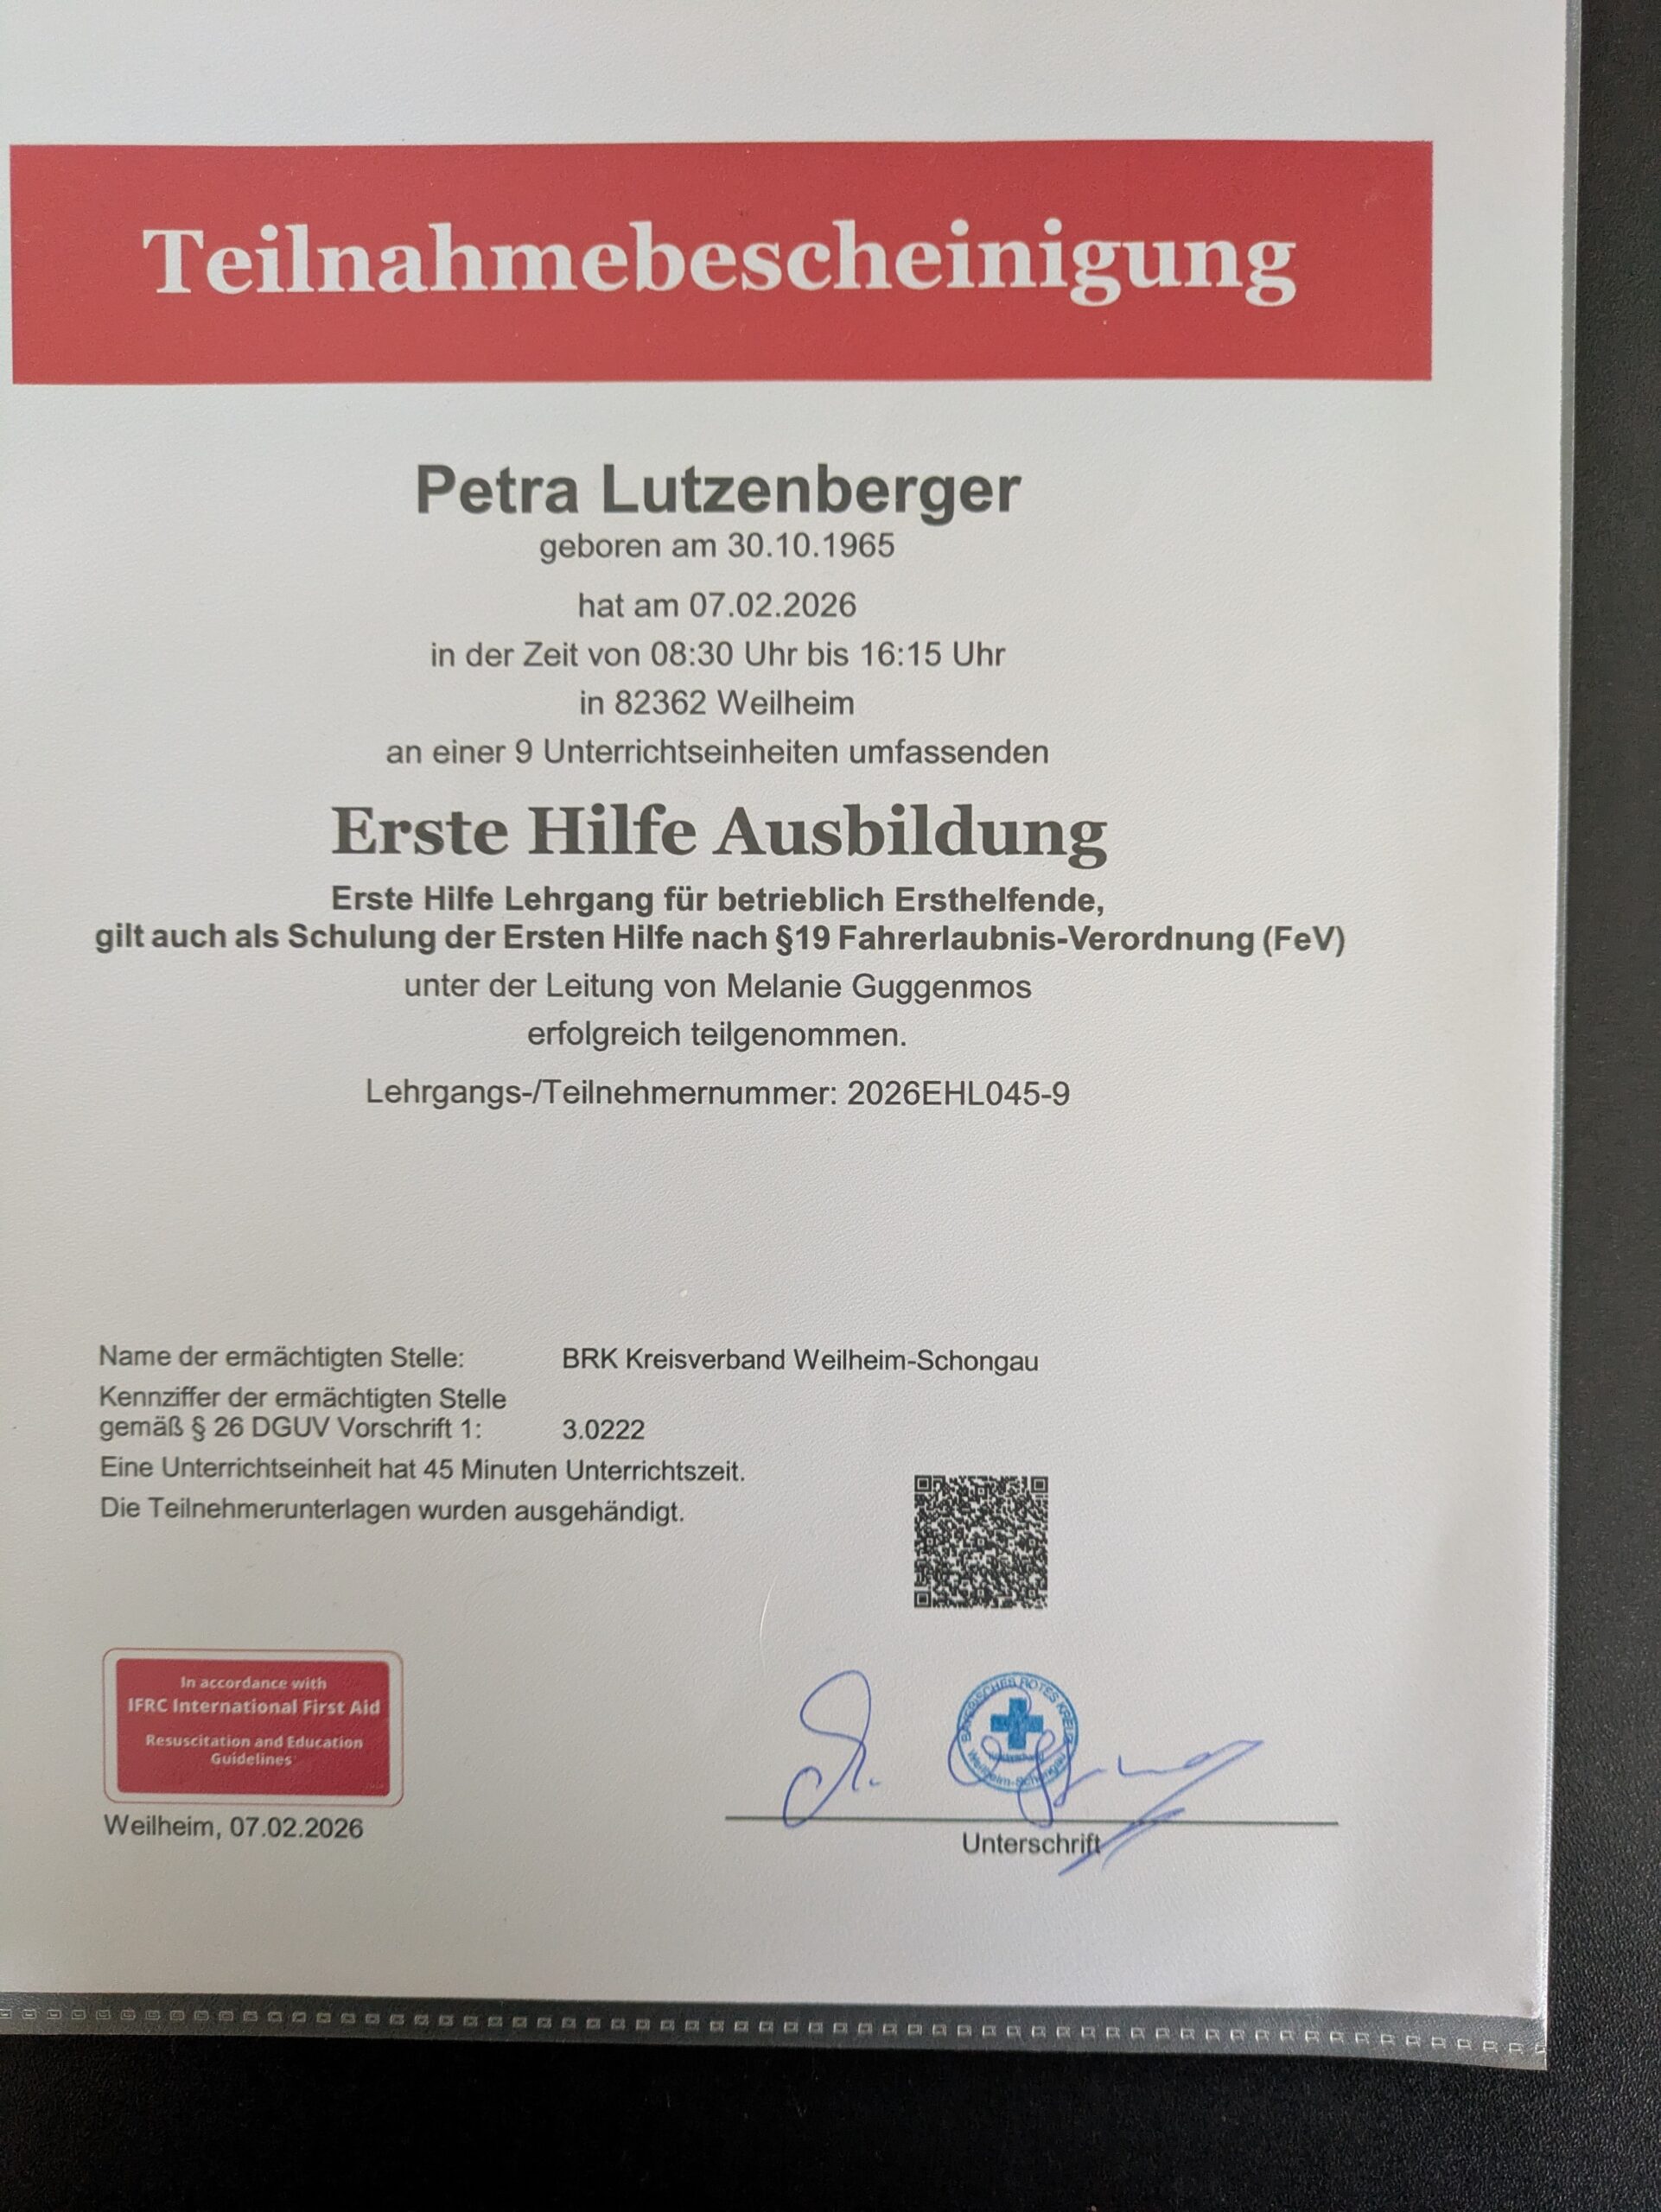 Teilnahmebescheinigung
Petra Lutzenberger
geboren am 30.10.1965
hat am 07.02.2026
in der Zeit von 08:30 Uhr bis 16:15 Uhr
in 82362 Weilheim
an einer 9 Unterrichtseinheiten umfassenden
Erste Hilfe Ausbildung
Erste Hilfe Lehrgang für betrieblich Ersthelfende,
gilt auch als Schulung der Ersten Hilfe nach §19 Fahrerlaubnis-Verordnung (FeV)
unter der Leitung von Melanie Guggenmos
erfolgreich teilgenommen.
Lehrgangs-/Teilnehmernummer: 2026EHL045-9
Name der ermächtigten Stelle: BRK Kreisverband Weilheim-Schongau
Kennziffer der ermächtigten Stelle
gemäß § 26 DGUV Vorschrift 1: 3.0222
Eine Unterrichtseinheit hat 45 Minuten Unterrichtszeit.
Die Teilnehmerunterlagen wurden ausgehändigt.
In accordance with
IFRC International First Aid
Resuscitation and Education
Guidelines
BAYERISCHES ROTES KREUZ
Weilheim-Schongau
Weilheim, 07.02.2026
Unterschrift